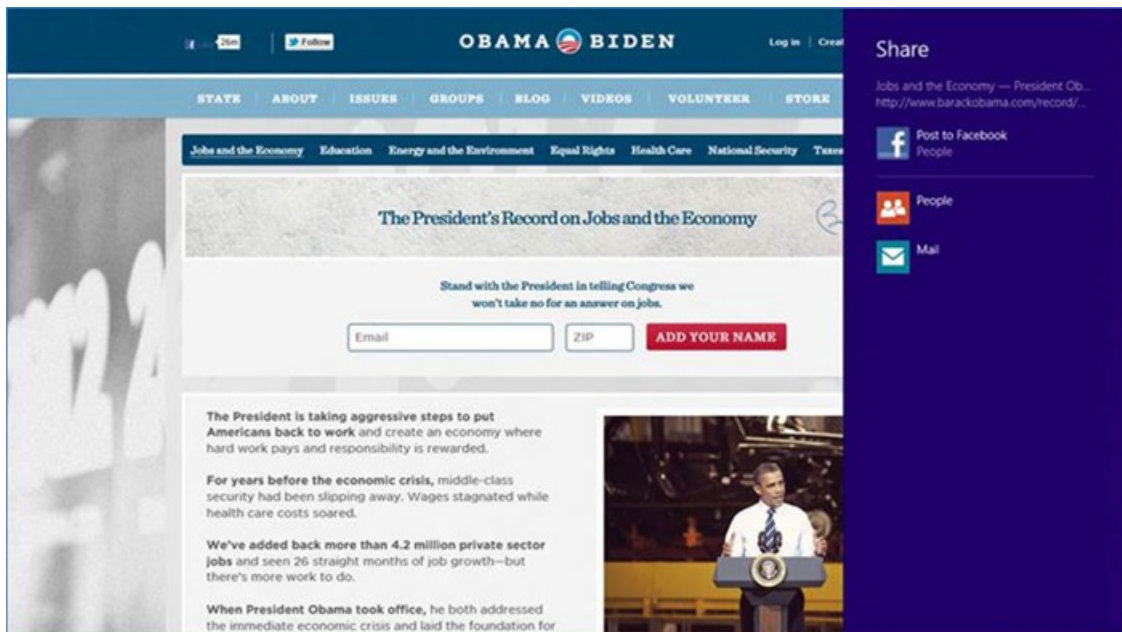 26m
Follow
OBAMA BIDEN
Log in
Creat
STATE ABOUT ISSUES GROUPS BLOG VIDEOS VOLUNTEER STORE
Jobs and the Economy Education Energy and the Environment Equal Rights Health Care National Security Taxes
The President's Record on Jobs and the Economy
Stand with the President in telling Congress we
won't take no for an answer on jobs.
Email
ZIP
ADD YOUR NAME
The President is taking aggressive steps to put
Americans back to work and create an economy where
hard work pays and responsibility is rewarded.
For years before the economic crisis, middle-class
security had been slipping away. Wages stagnated while
health care costs soared.
We've added back more than 4.2 million private sector
jobs and seen 26 straight months of job growth—but
there's more work to do.
When President Obama took office, he both addressed
the immediate economic crisis and laid the foundation for
Share
Jobs and the Economy — President Ob...
http://www.barackobama.com/record/...
Post to Facebook
People
People
Mail